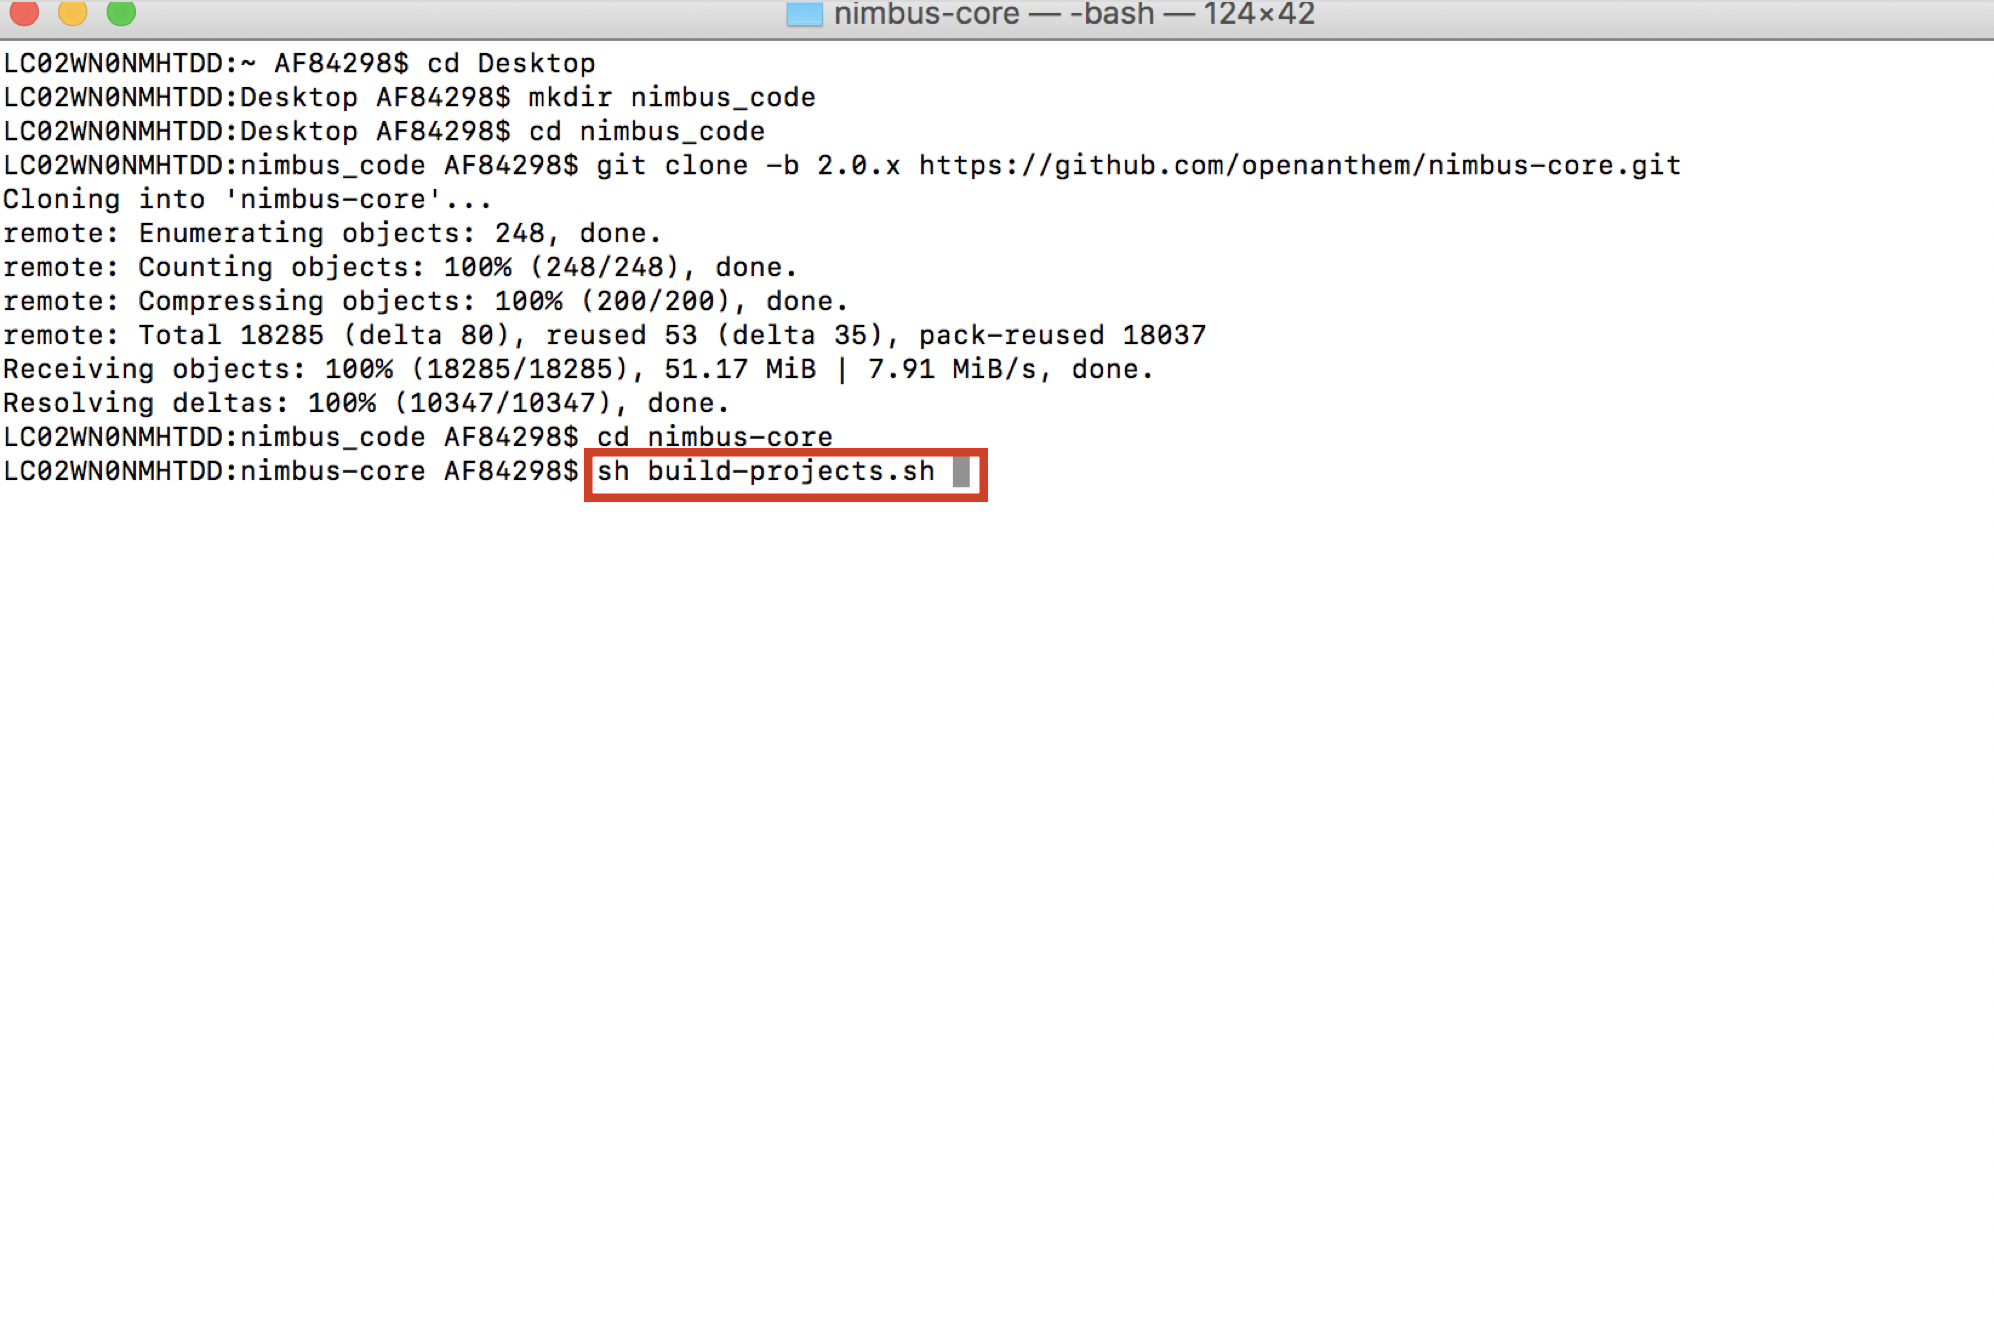 nimbus-core — -bash — 124×42
LC02WN0NMHTDD:~ AF84298$ cd Desktop
LC02WN0NMHTDD:Desktop AF84298$ mkdir nimbus_code
LC02WN0NMHTDD:Desktop AF84298$ cd nimbus_code
LC02WN0NMHTDD:nimbus_code AF84298$ git clone -b 2.0.x https://github.com/openanthem/nimbus-core.git
Cloning into 'nimbus-core'...
remote: Enumerating objects: 248, done.
remote: Counting objects: 100% (248/248), done.
remote: Compressing objects: 100% (200/200), done.
remote: Total 18285 (delta 80), reused 53 (delta 35), pack-reused 18037
Receiving objects: 100% (18285/18285), 51.17 MiB | 7.91 MiB/s, done.
Resolving deltas: 100% (10347/10347), done.
LC02WN0NMHTDD:nimbus_code AF84298$ cd nimbus-core
LC02WN0NMHTDD:nimbus-core AF84298$ sh build-projects.sh